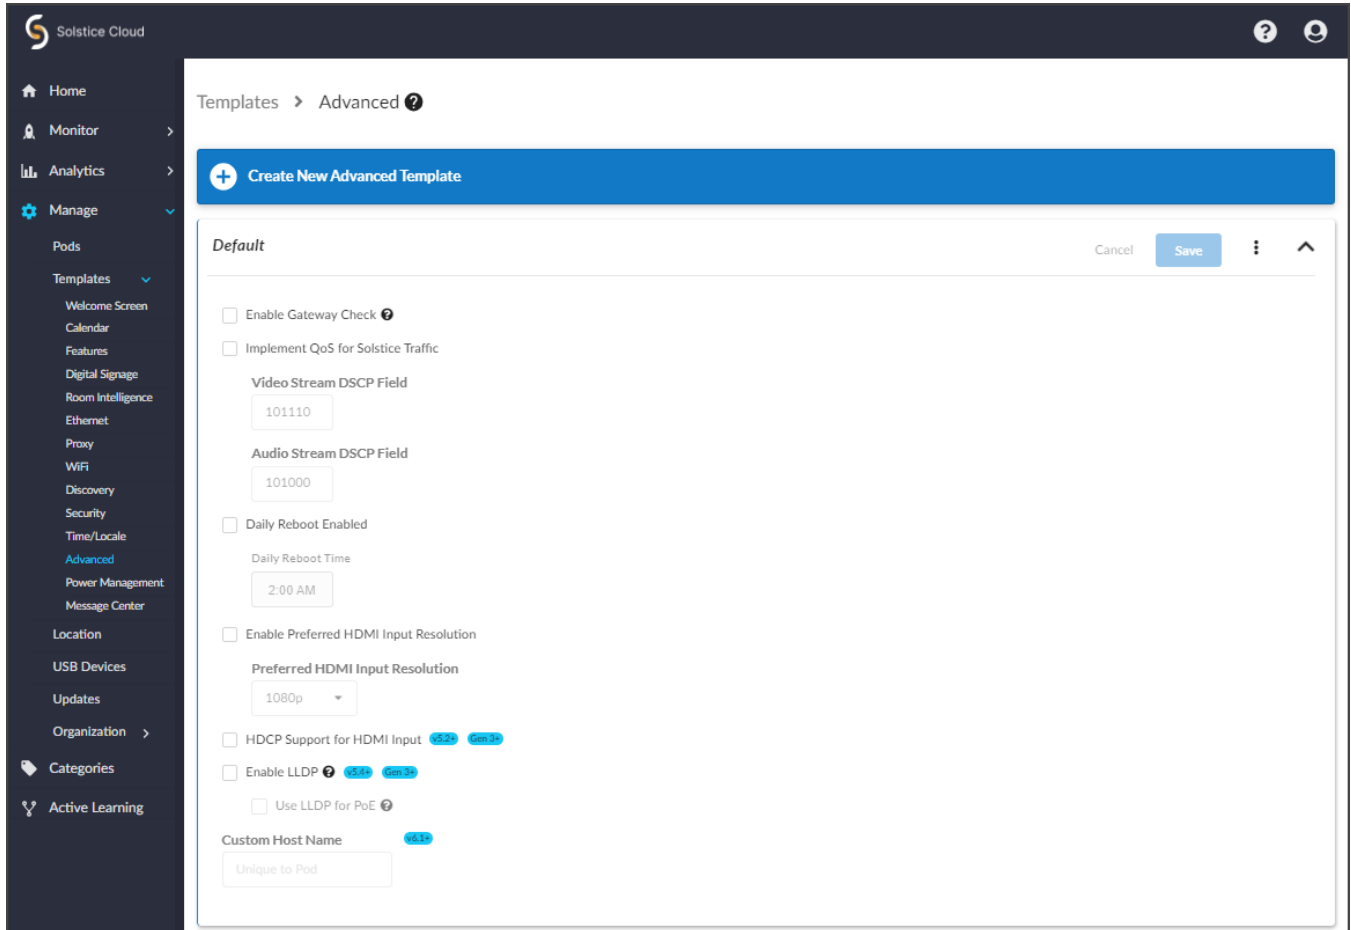 Solstice Cloud
Home
Monitor
Analytics
Manage
Pods
Templates
Welcome Screen
Calendar
Features
Digital Signage
Room Intelligence
Ethernet
Proxy
WiFi
Discovery
Security
Time/Locale
Advanced
Power Management
Message Center
Location
USB Devices
Updates
Organization
Categories
Active Learning
Templates > Advanced
Create New Advanced Template
Default Cancel Save
Enable Gateway Check
Implement QoS for Solstice Traffic
Video Stream DSCP Field
101110
Audio Stream DSCP Field
101000
Daily Reboot Enabled
Daily Reboot Time
2:00 AM
Enable Preferred HDMI Input Resolution
Preferred HDMI Input Resolution
1080p
HDCP Support for HDMI Input v5.2+ Gen 3+
Enable LLDP v5.4+ Gen 3+
Use LLDP for PoE
Custom Host Name v6.1+
Unique to Pod